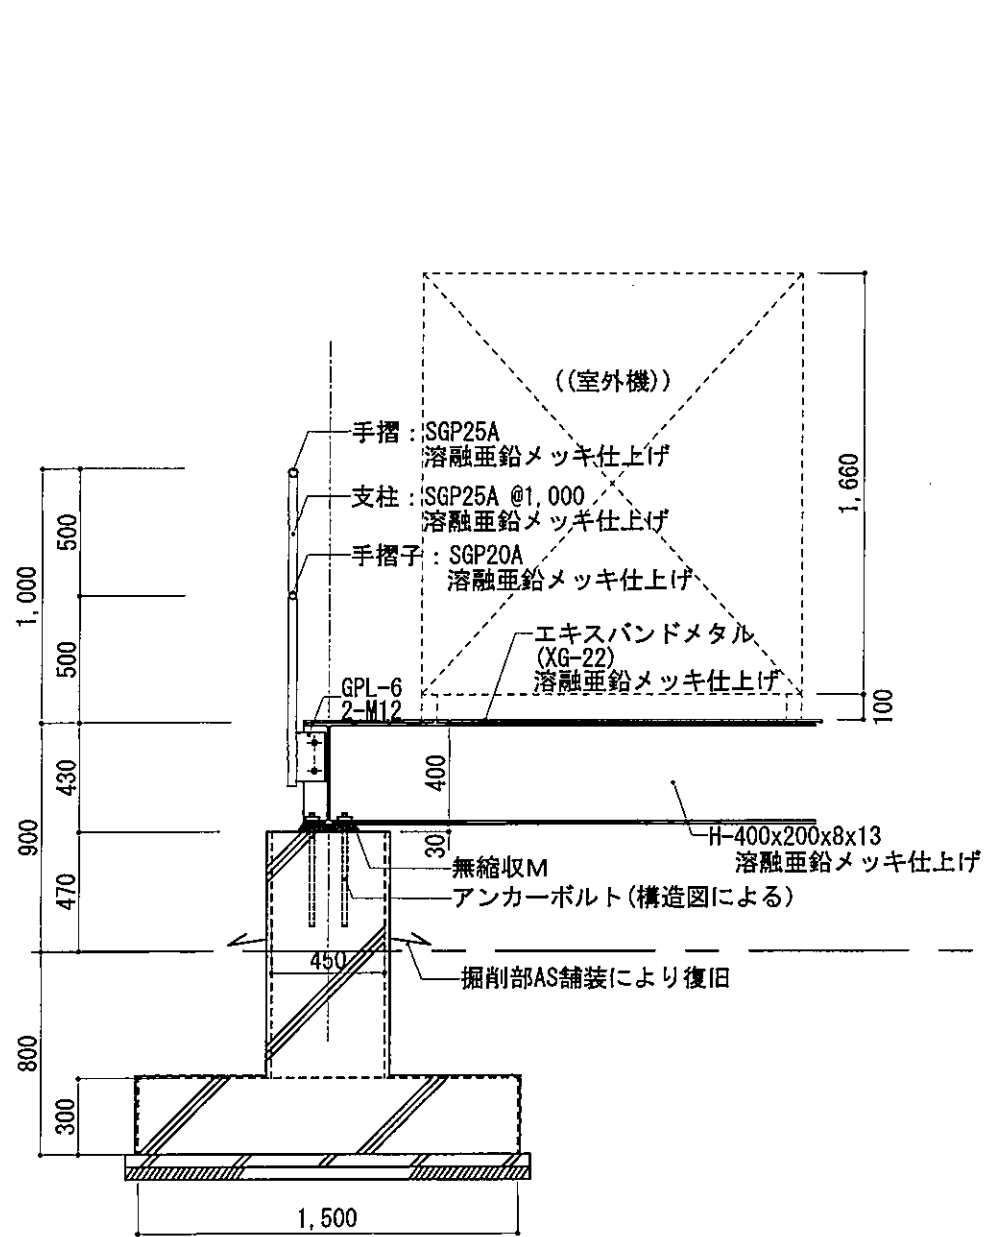 ((室外機))
手摺：SGP25A
溶融亜鉛メッキ仕上げ
支柱：SGP25A @1,000
溶融亜鉛メッキ仕上げ
手摺子：SGP20A
溶融亜鉛メッキ仕上げ
エキスバンドメタル
(XG-22)
溶融亜鉛メッキ仕上げ
GPL-6
2-M12
1,660
100
500
1,000
500
430
900
470
400
30
H-400x200x8x13
溶融亜鉛メッキ仕上げ
無縮収M
アンカーボルト(構造図による)
450
掘削部AS舗装により復旧
800
300
1,500